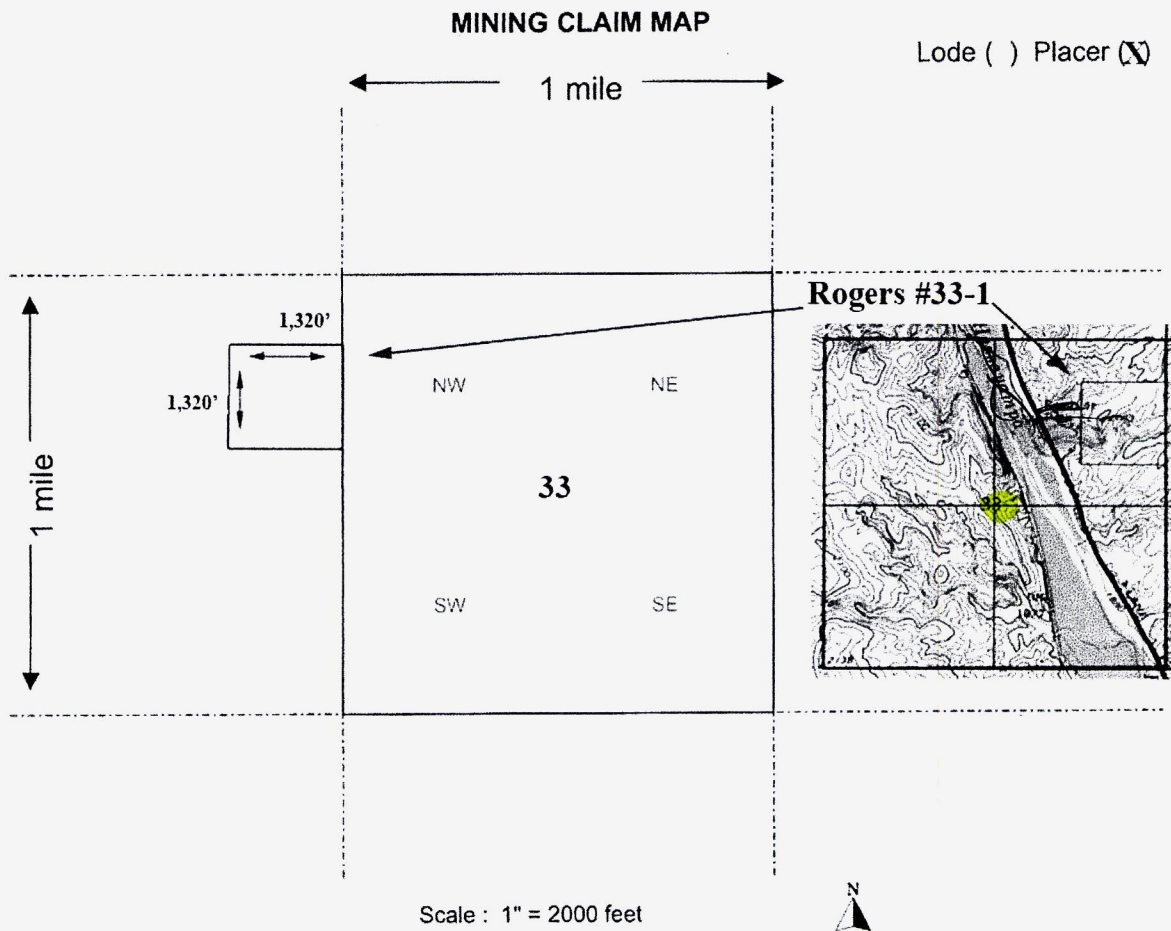 MINING CLAIM MAP
Lode ( ) Placer (X)
1 mile
Rogers #33-1
1,320'
1,320'
NW
NE
1 mile
33
SW
SE
Scale : 1" = 2000 feet
N